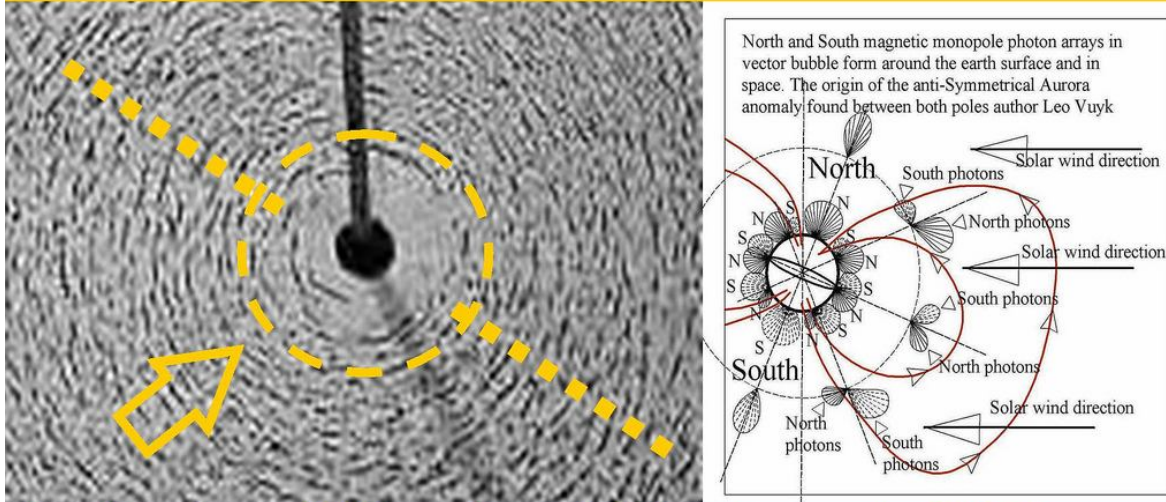 North and South magnetic monopole photon arrays in
vector bubble form around the earth surface and in
space. The origin of the anti-Symmetrical Aurora
anomaly found between both poles author Leo Vuyk
Solar wind direction
North
South photons
North photons
N
S
N
S
N
S
S
N
N
S
Solar wind direction
S
N
South photons
N
S
S
North photons
South
Solar wind direction
North
photons
South
photons